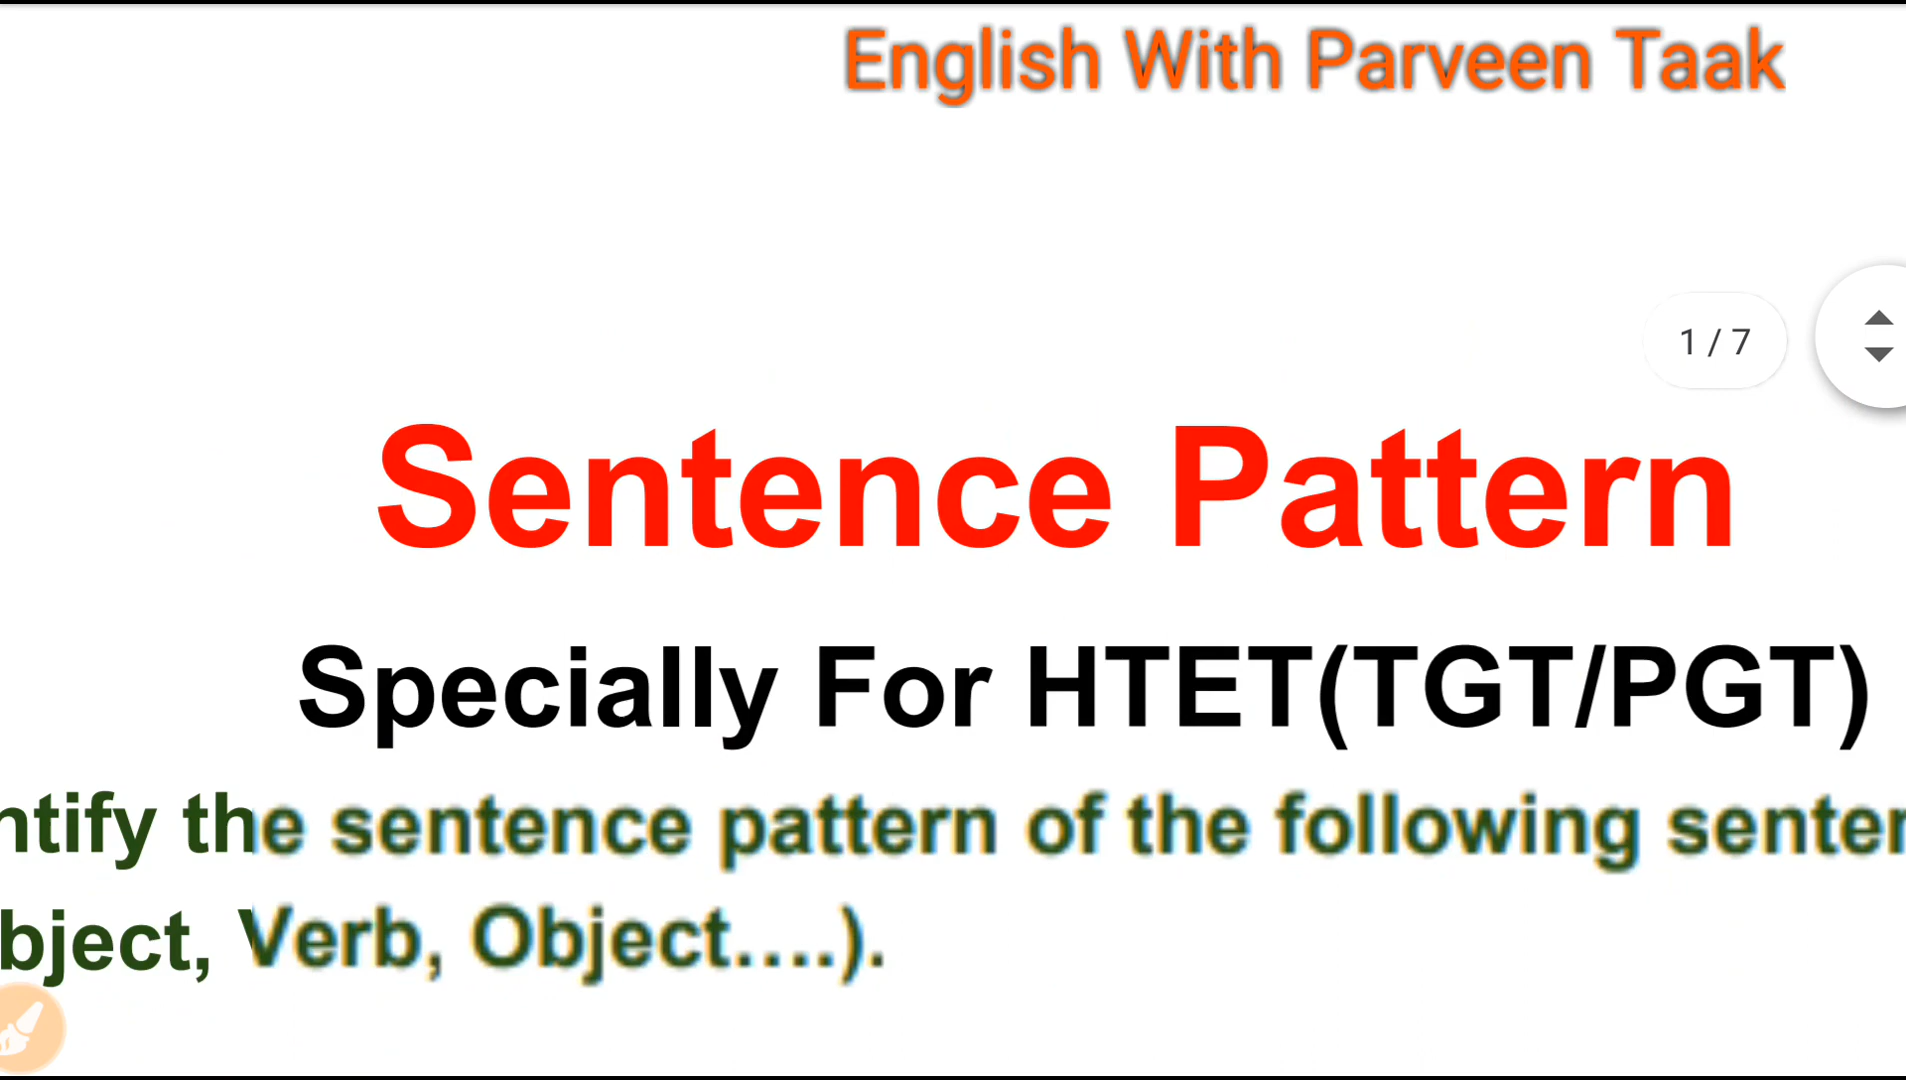 English With Parveen Taak
1 / 7
Sentence Pattern
Specially For HTET(TGT/PGT)
ntify the sentence pattern of the following senten
bject, Verb, Object....).